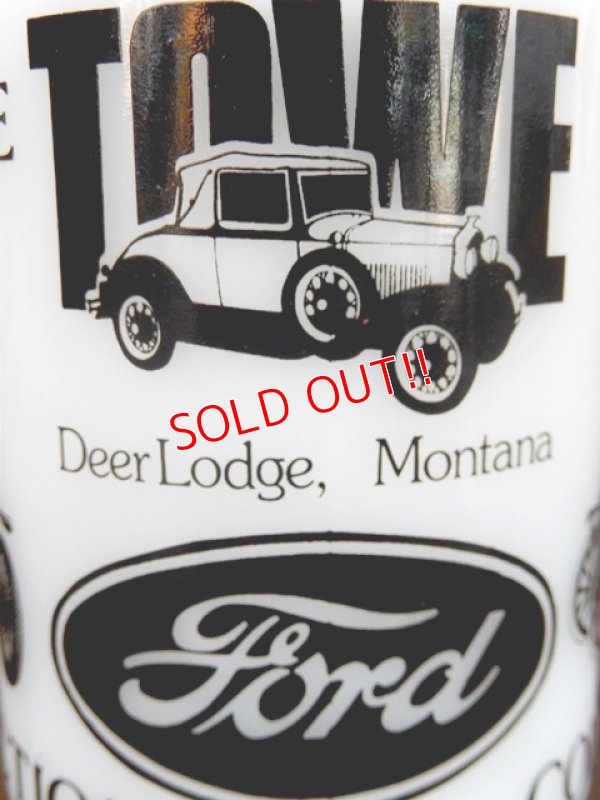 TOWE
SOLD OUT!!
Deer Lodge, Montana
Ford